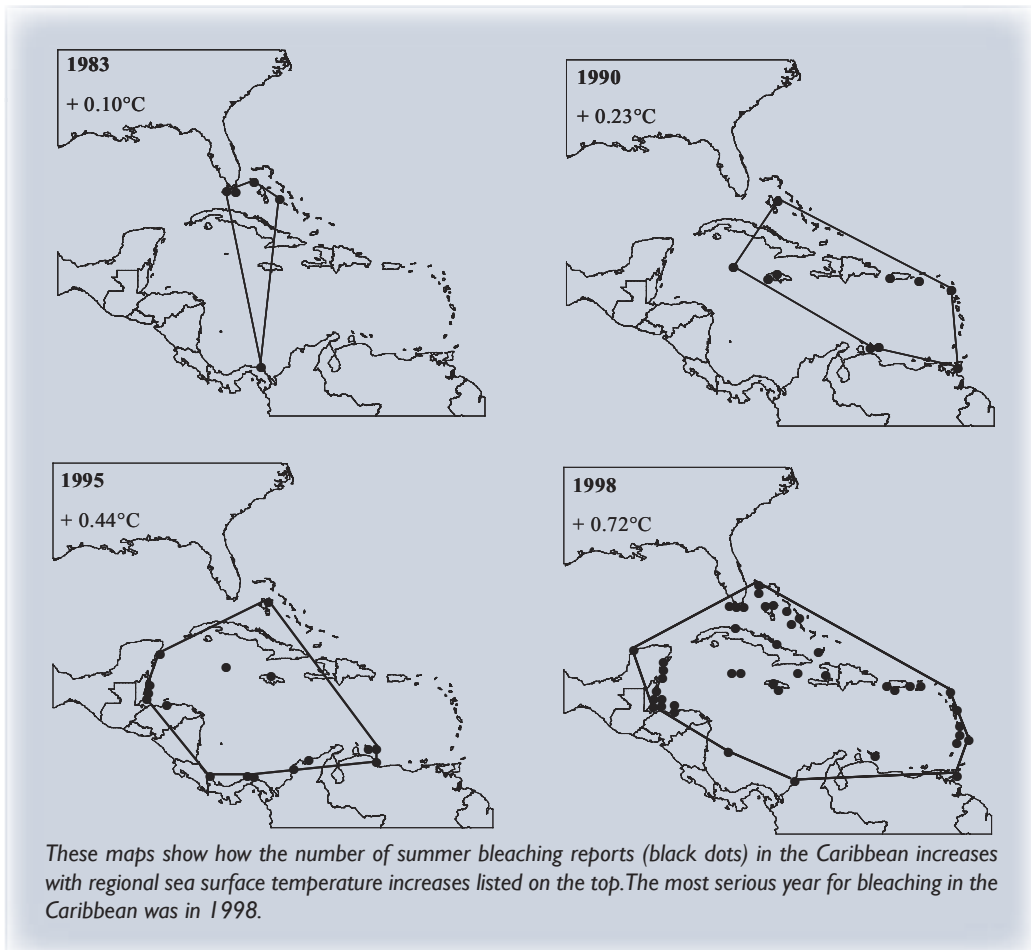 1983
+ 0.10°C
1990
+ 0.23°C
1995
+ 0.44°C
1998
+ 0.72°C
These maps show how the number of summer bleaching reports (black dots) in the Caribbean increases
with regional sea surface temperature increases listed on the top.The most serious year for bleaching in the
Caribbean was in 1998.